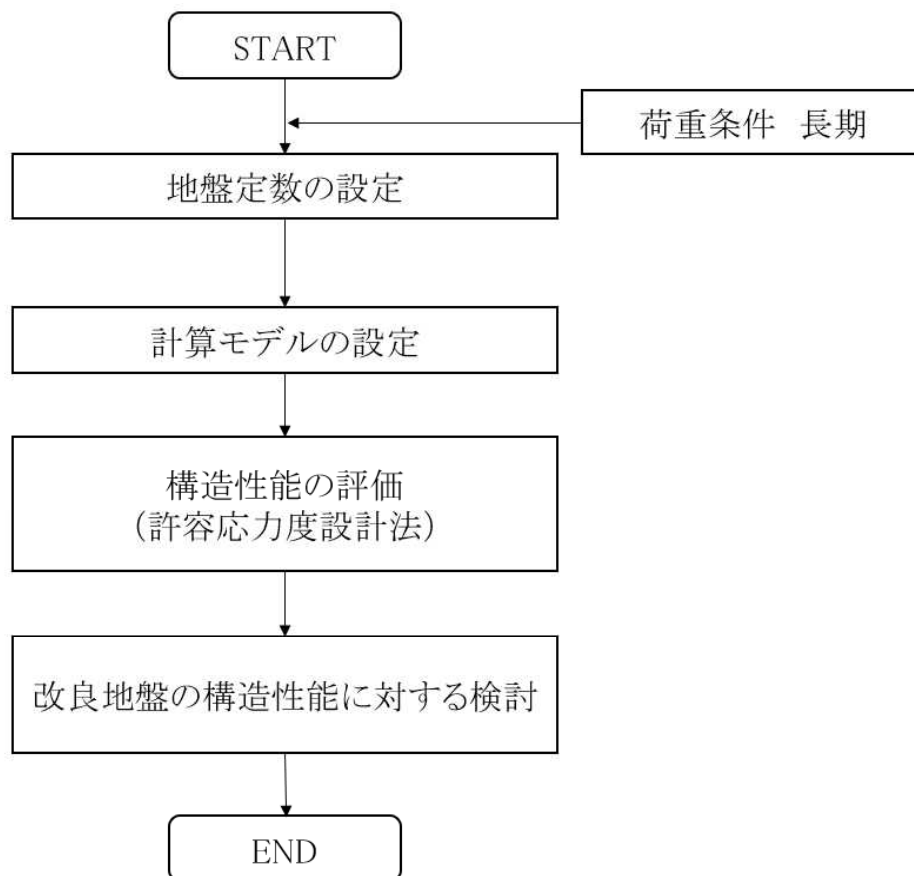 START
荷重条件 長期
地盤定数の設定
計算モデルの設定
構造性能の評価
（許容応力度設計法）
改良地盤の構造性能に対する検討
END